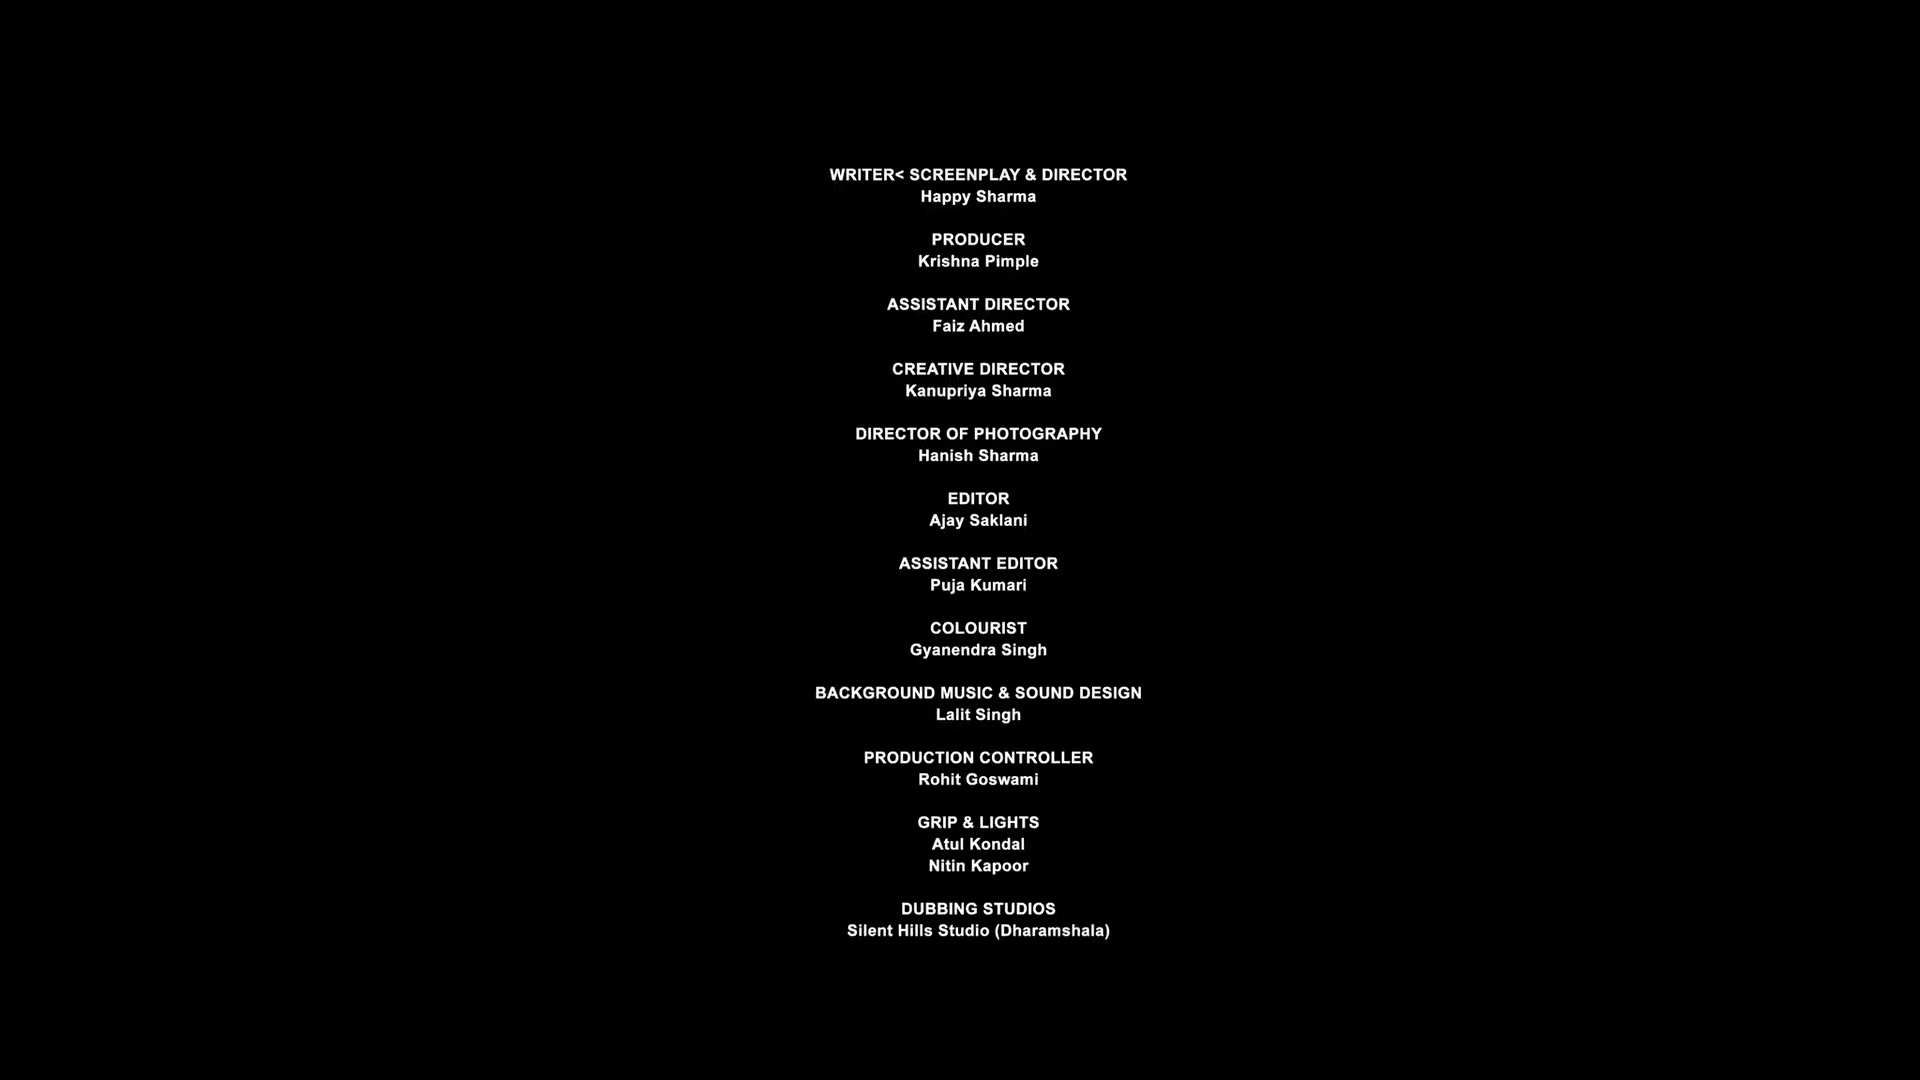 WRITER< SCREENPLAY & DIRECTOR
Happy Sharma
PRODUCER
Krishna Pimple
ASSISTANT DIRECTOR
Faiz Ahmed
CREATIVE DIRECTOR
Kanupriya Sharma
DIRECTOR OF PHOTOGRAPHY
Hanish Sharma
EDITOR
Ajay Saklani
ASSISTANT EDITOR
Puja Kumari
COLOURIST
Gyanendra Singh
BACKGROUND MUSIC & SOUND DESIGN
Lalit Singh
PRODUCTION CONTROLLER
Rohit Goswami
GRIP & LIGHTS
Atul Kondal
Nitin Kapoor
DUBBING STUDIOS
Silent Hills Studio (Dharamshala)